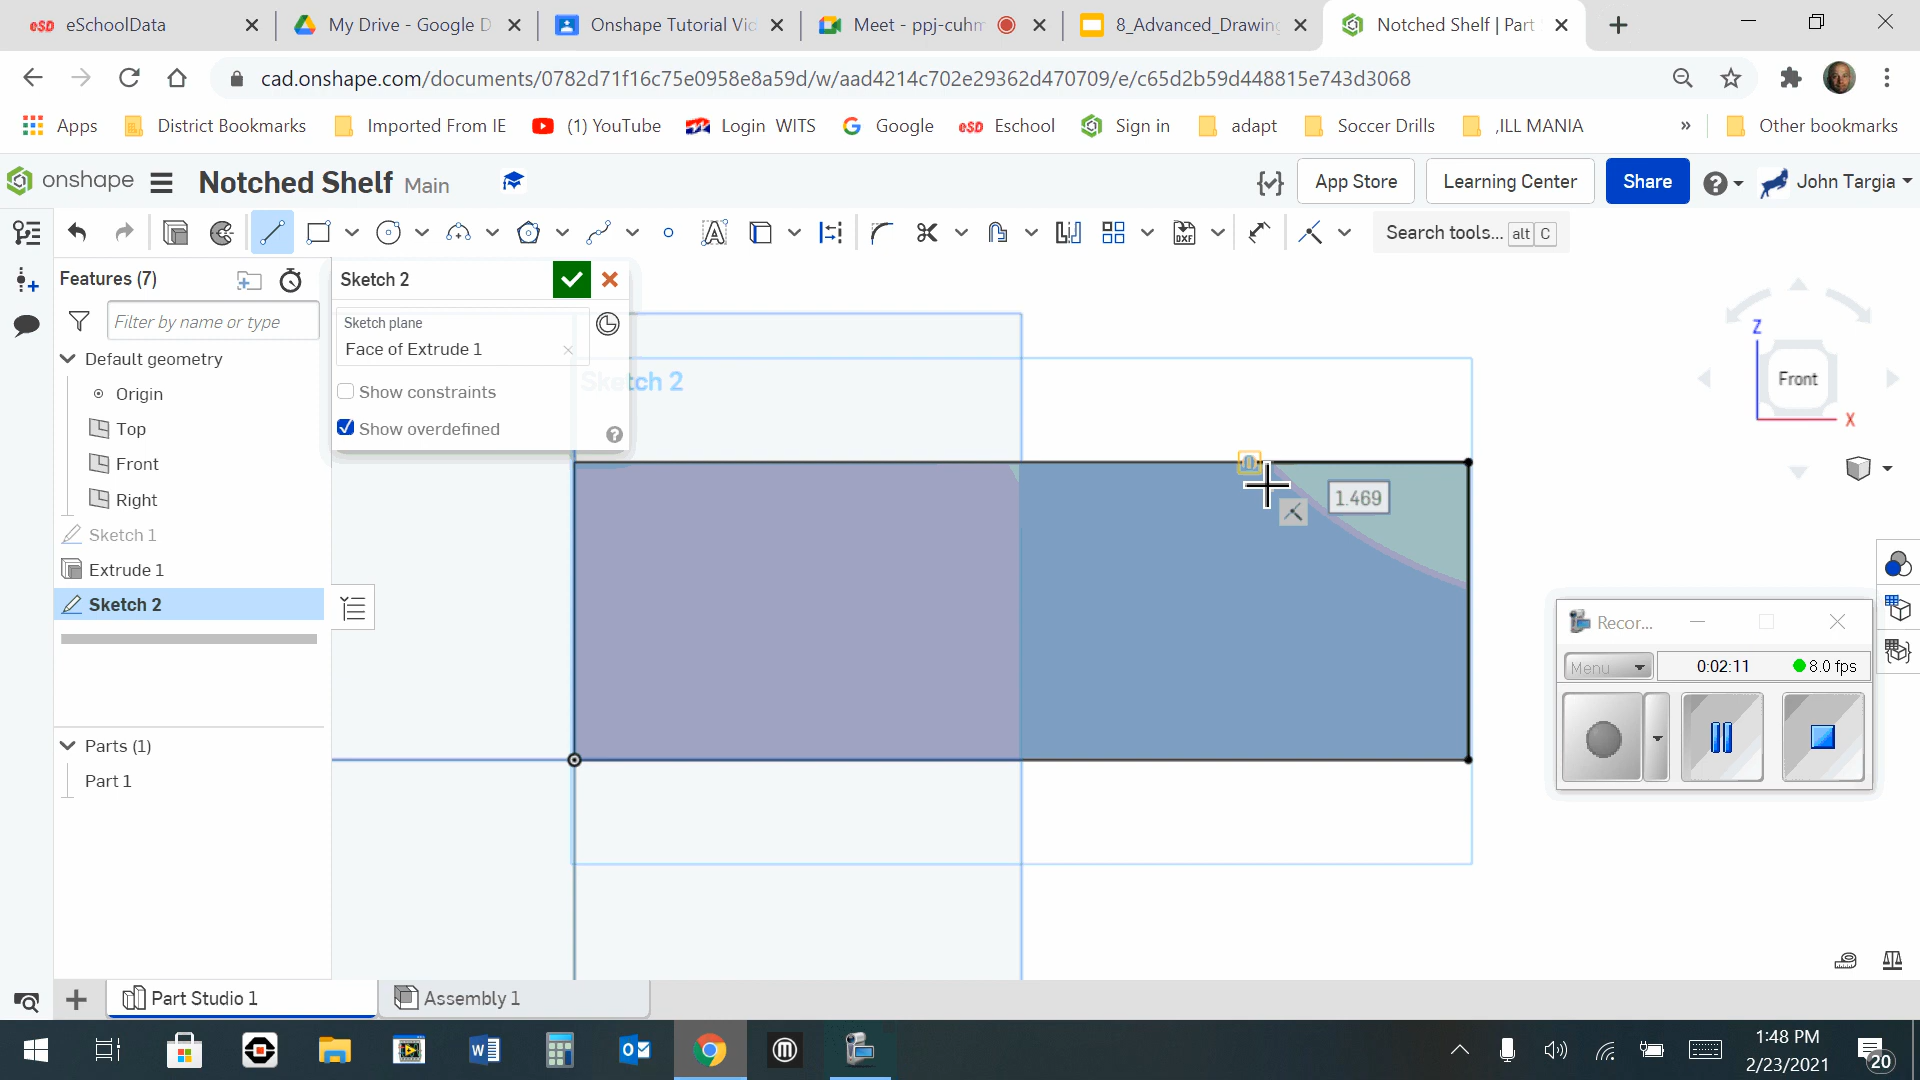 eSchoolData
My Drive - Google D
Onshape Tutorial Vid
Meet - ppj-cuhm
8_Advanced_Drawing
Notched Shelf | Part
cad.onshape.com/documents/0782d71f16c75e0958e8a59d/w/aad4214c702e29362d470709/e/c65d2b59d448815e743d3068
Apps
District Bookmarks
Imported From IE
(1) YouTube
Login WITS
Google
Eschool
Sign in
adapt
Soccer Drills
,ILL MANIA
»
Other bookmarks
onshape
Notched Shelf Main
App Store
Learning Center
Share
John Targia
Search tools... alt C
Features (7)
Filter by name or type
Default geometry
Origin
Top
Front
Right
Sketch 1
Extrude 1
Sketch 2
Parts (1)
Part 1
Sketch 2
Sketch plane
Face of Extrude 1
Show constraints
Show overdefined
Sketch 2
1.469
Z
Front
X
Recor...
Menu
0:02:11
8.0 fps
Part Studio 1
Assembly 1
1:48 PM
2/23/2021
20